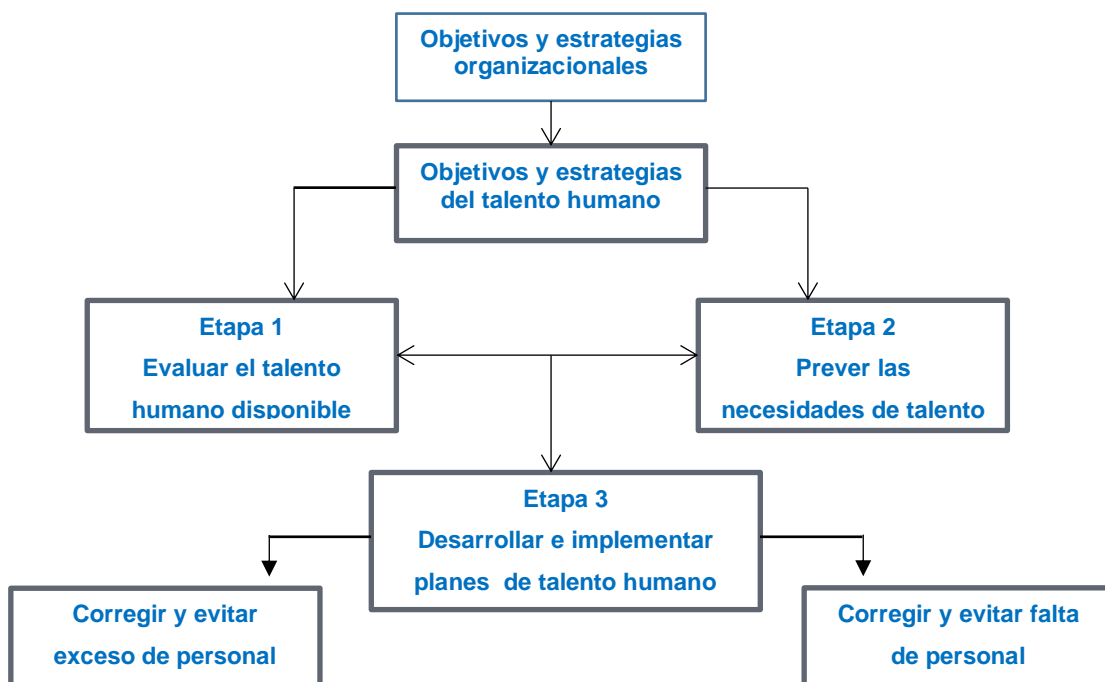 Objetivos y estrategias
organizacionales
Objetivos y estrategias
del talento humano
Etapa 1
Evaluar el talento
humano disponible
Etapa 2
Prever las
necesidades de talento
Etapa 3
Desarrollar e implementar
planes de talento humano
Corregir y evitar
exceso de personal
Corregir y evitar falta
de personal